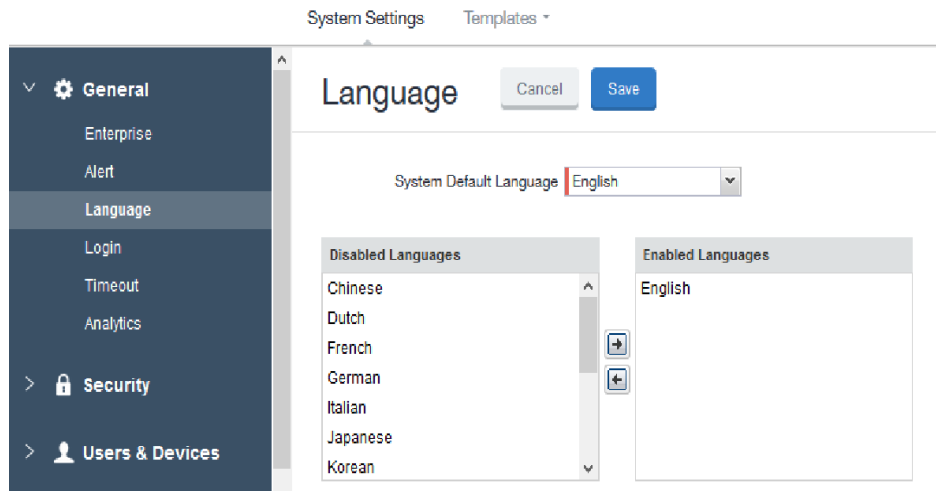 System Settings Templates
General
Enterprise
Alert
Language
Login
Timeout
Analytics
Security
Users & Devices
Language Cancel Save
System Default Language English
Disabled Languages
Chinese
Dutch
French
German
Italian
Japanese
Korean
Enabled Languages
English